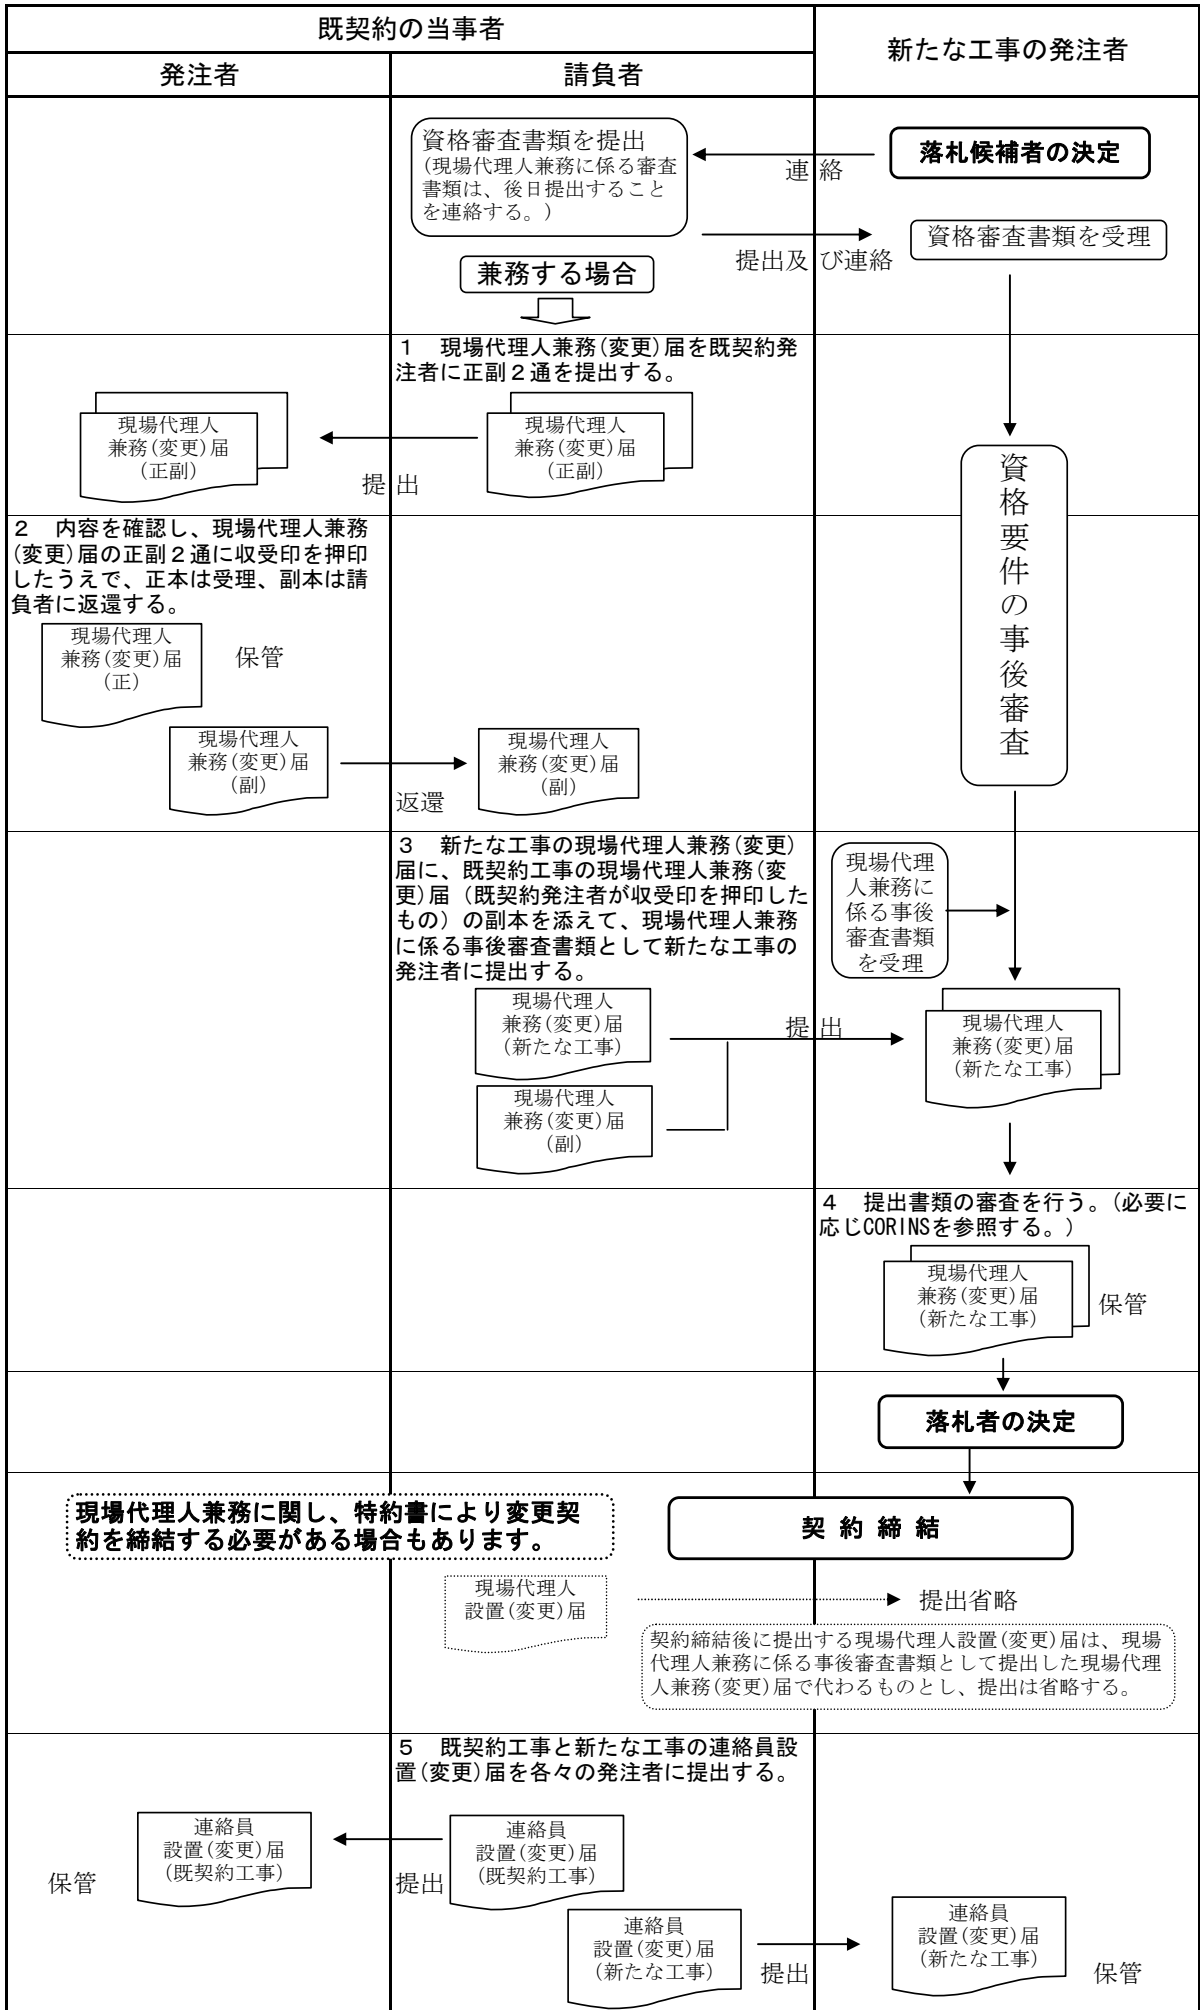 既契約の当事者
新たな工事の発注者
発注者
請負者
資格審査書類を提出
(現場代理人兼務に係る審査
書類は、後日提出すること
を連絡する。)
連 絡
落札候補者の決定
提出及 び連絡
資格審査書類を受理
兼務する場合
1 現場代理人兼務(変更)届を既契約発
注者に正副2通を提出する。
現場代理人
兼務(変更)届
(正副)
提 出
現場代理人
兼務(変更)届
(正副)
資格要件の事後審査
2 内容を確認し、現場代理人兼務
(変更)届の正副2通に収受印を押印
したうえで、正本は受理、副本は請
負者に返還する。
現場代理人
兼務(変更)届
(正)
保管
現場代理人
兼務(変更)届
(副)
返還
現場代理人
兼務(変更)届
(副)
3 新たな工事の現場代理人兼務(変更)
届に、既契約工事の現場代理人兼務(変
更)届(既契約発注者が収受印を押印した
もの)の副本を添えて、現場代理人兼務
に係る事後審査書類として新たな工事の
発注者に提出する。
現場代理
人兼務に
係る事後
審査書類
を受理
現場代理人
兼務(変更)届
(新たな工事)
提 出
現場代理人
兼務(変更)届
(新たな工事)
現場代理人
兼務(変更)届
(副)
4 提出書類の審査を行う。(必要に
応じCORINSを参照する。)
現場代理人
兼務(変更)届
(新たな工事)
保管
落札者の決定
現場代理人兼務に関し、特約書により変更契
約を締結する必要がある場合もあります。
契 約 締 結
現場代理人
設置(変更)届
提出省略
契約締結後に提出する現場代理人設置(変更)届は、現場
代理人兼務に係る事後審査書類として提出した現場代理
人兼務(変更)届で代わるものとし、提出は省略する。
5 既契約工事と新たな工事の連絡員設
置(変更)届を各々の発注者に提出する。
保管
連絡員
設置(変更)届
(既契約工事)
提出
連絡員
設置(変更)届
(既契約工事)
連絡員
設置(変更)届
(新たな工事)
提出
連絡員
設置(変更)届
(新たな工事)
保管